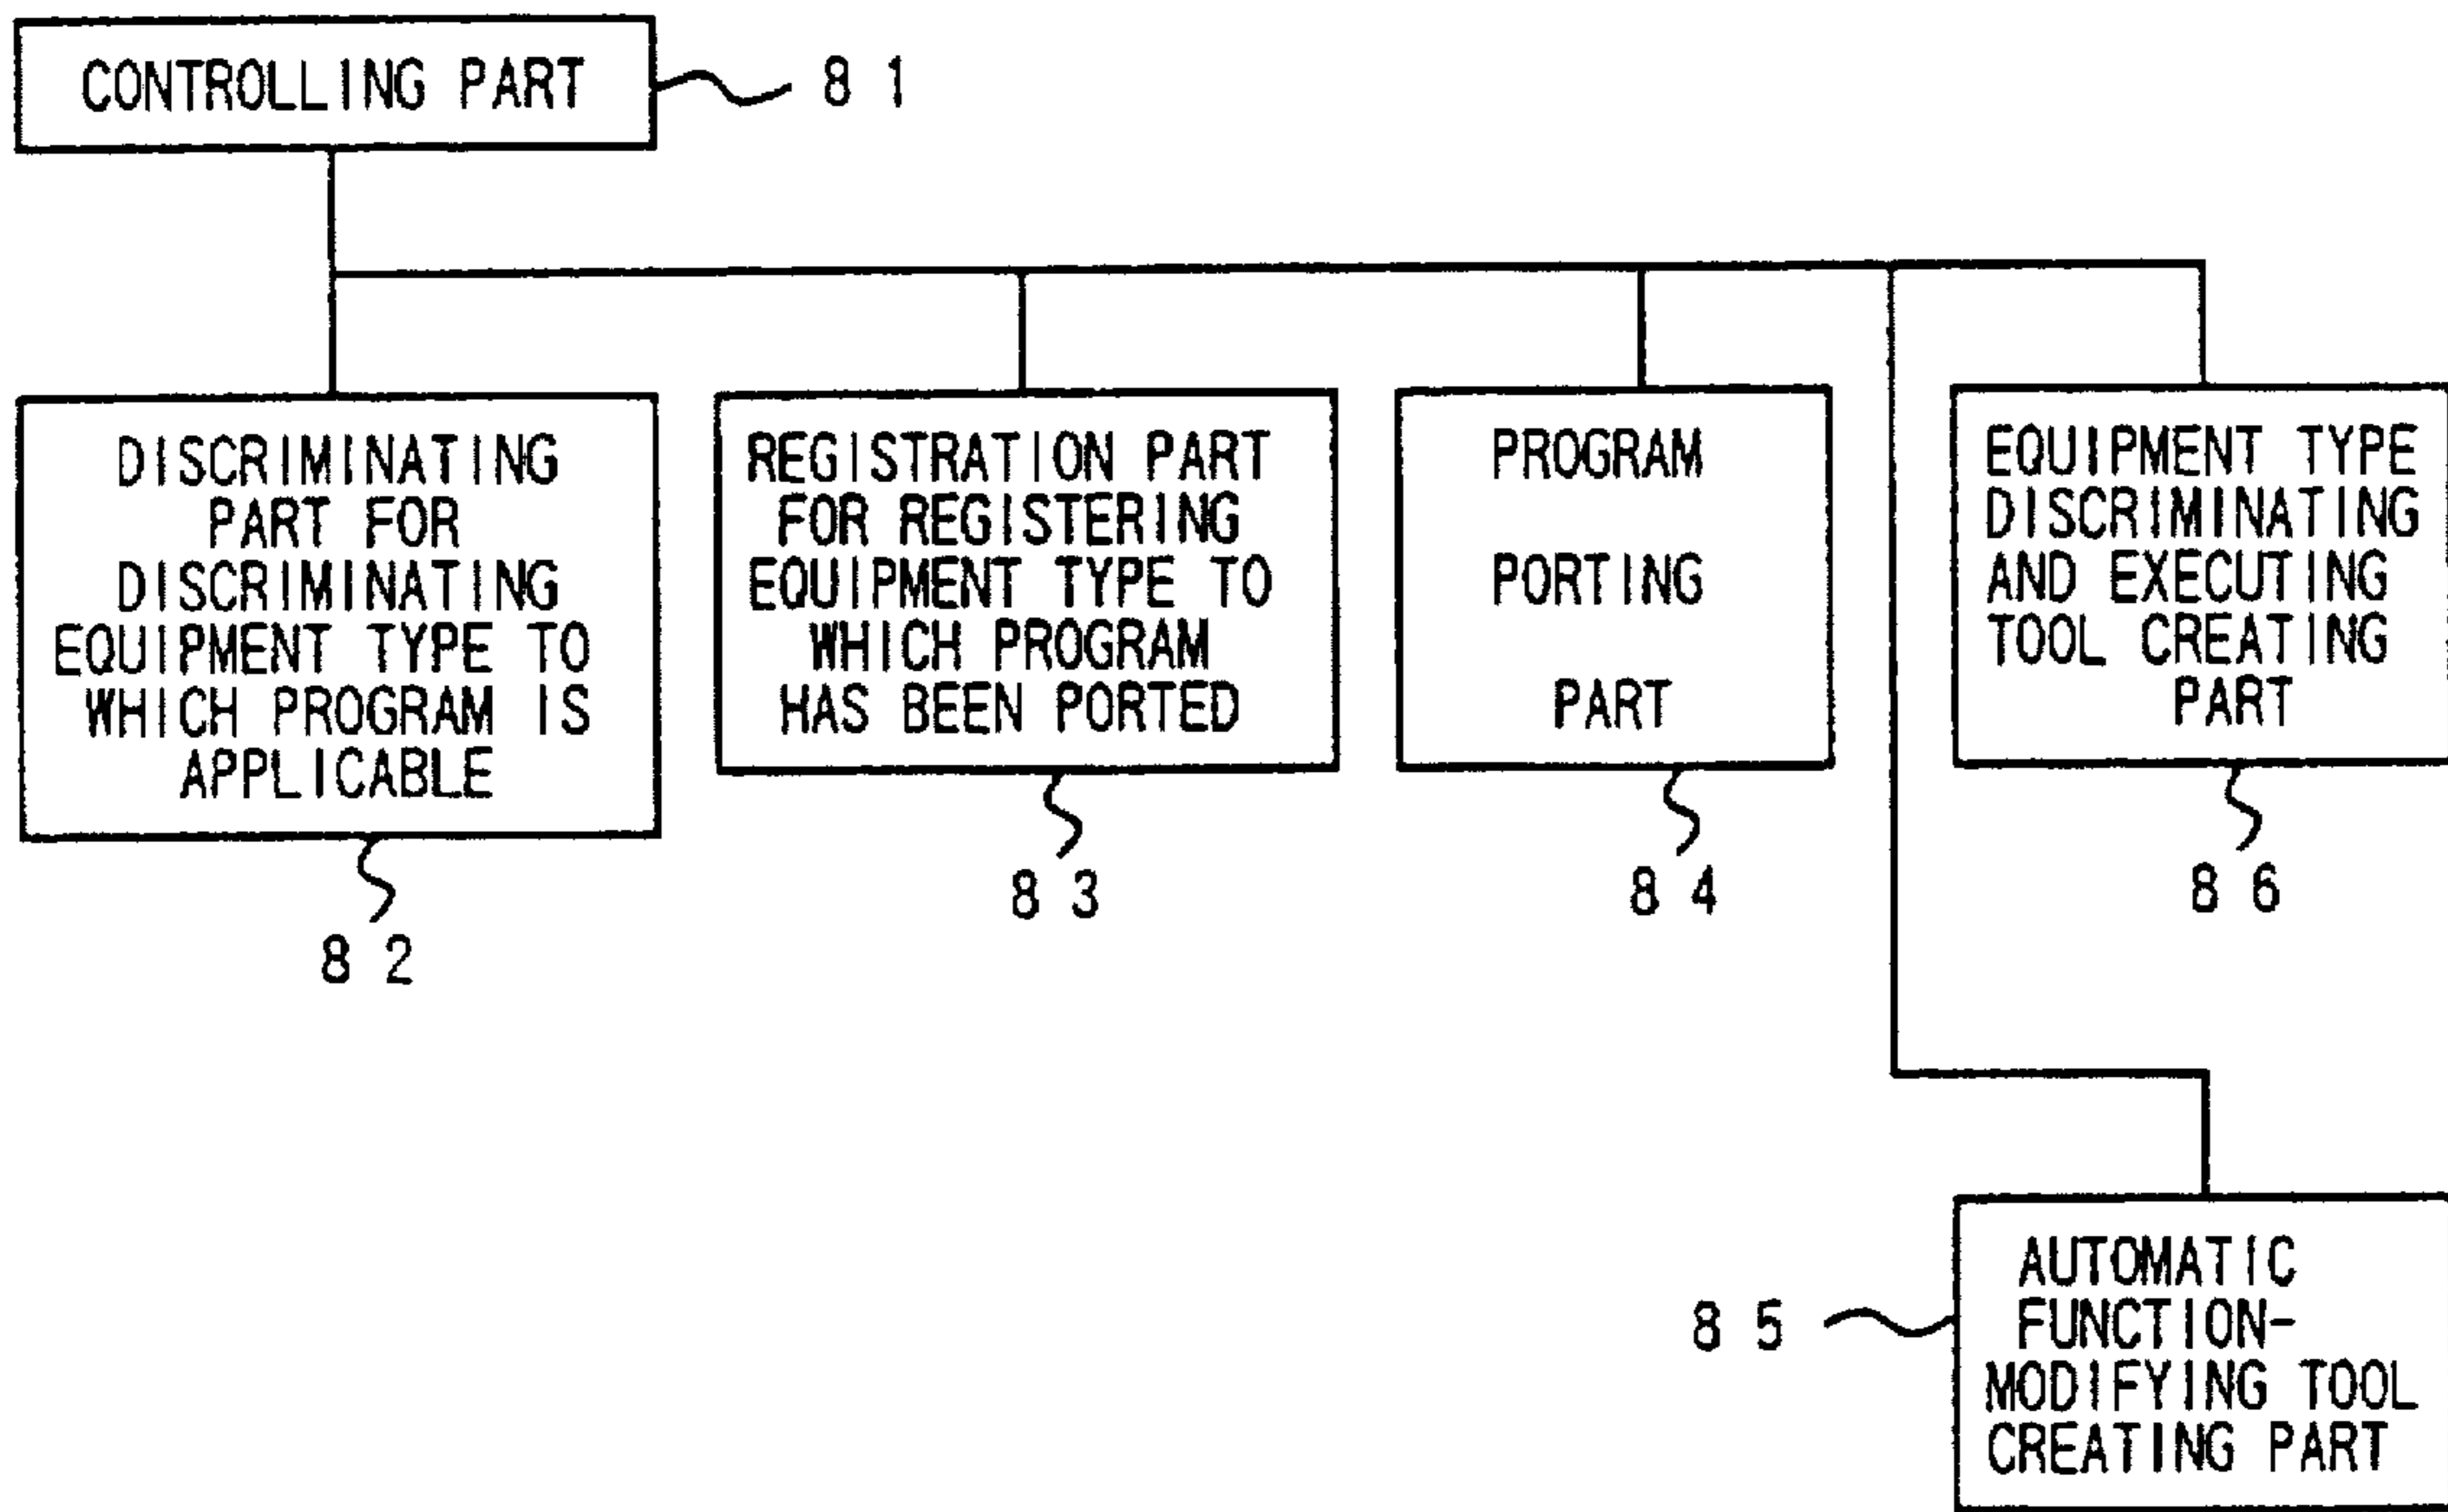 CONTROLLING PART
81
DISCRIMINATING
PART FOR
DISCRIMINATING
EQUIPMENT TYPE TO
WHICH PROGRAM IS
APPLICABLE
82
REGISTRATION PART
FOR REGISTERING
EQUIPMENT TYPE TO
WHICH PROGRAM
HAS BEEN PORTED
83
PROGRAM
PORTING
PART
84
EQUIPMENT TYPE
DISCRIMINATING
AND EXECUTING
TOOL CREATING
PART
86
85
AUTOMATIC
FUNCTION-
MODIFYING TOOL
CREATING PART